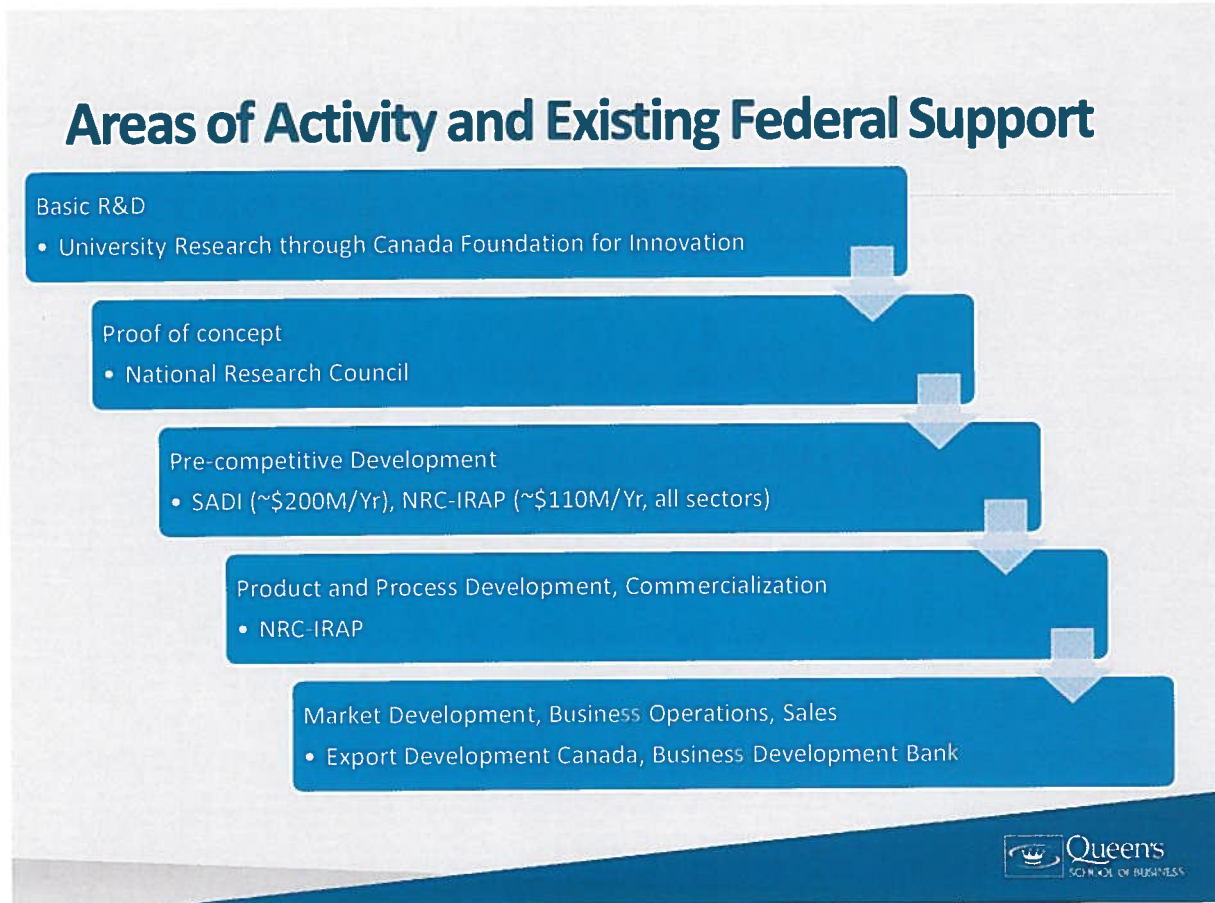 Areas of Activity and Existing Federal Support
Basic R&D
• University Research through Canada Foundation for Innovation
Proof of concept
• National Research Council
Pre-competitive Development
• SADI (~$200M/Yr), NRC-IRAP (~$110M/Yr, all sectors)
Product and Process Development, Commercialization
• NRC-IRAP
Market Development, Business Operations, Sales
• Export Development Canada, Business Development Bank
Queen's
SCHOOL OF BUSINESS